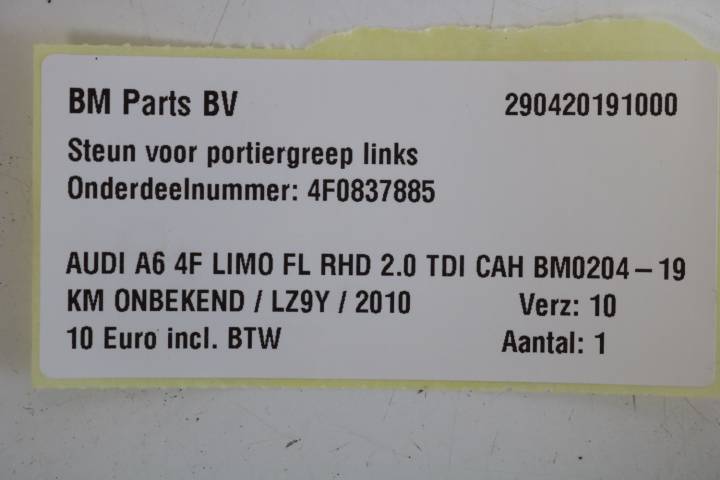 BM Parts BV 290420191000
Steun voor portiergreep links
Onderdeelnummer: 4F0837885
AUDI A6 4F LIMO FL RHD 2.0 TDI CAH BM0204-19
KM ONBEKEND / LZ9Y / 2010 Verz: 10
10 Euro incl. BTW Aantal: 1